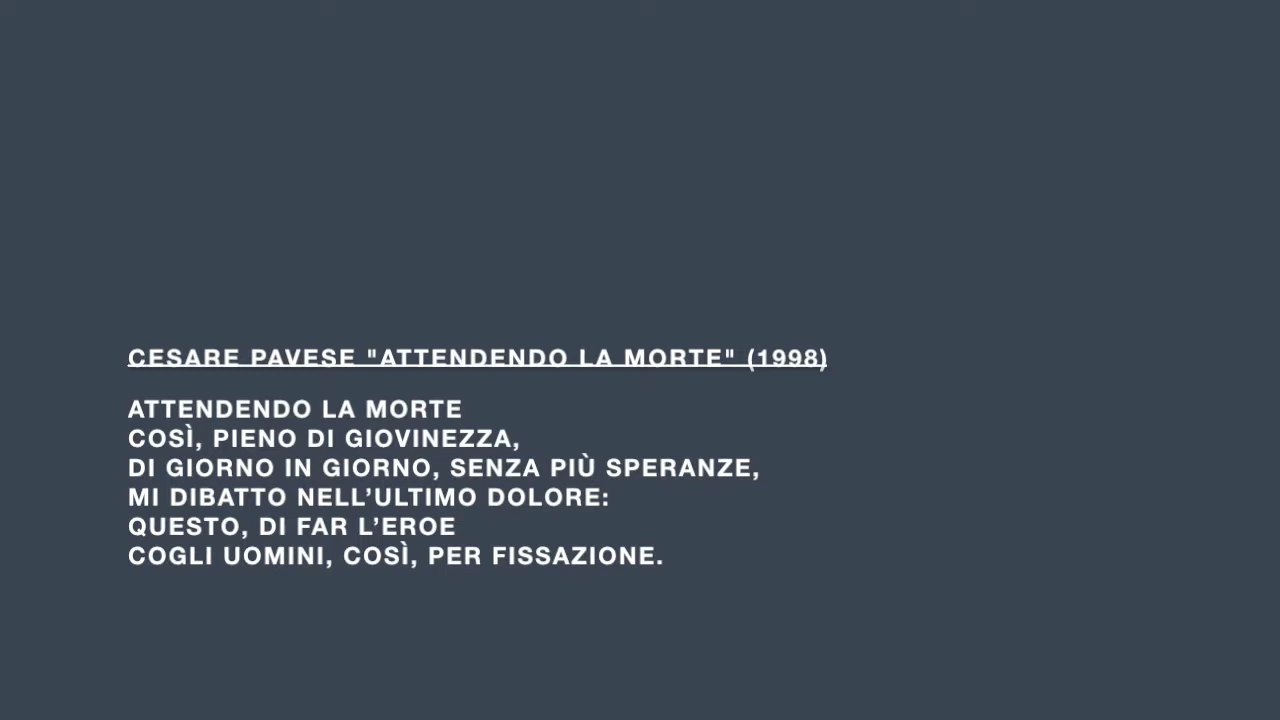 CESARE PAVESE "ATTENDENDO LA MORTE" (1998)
ATTENDENDO LA MORTE
COSÌ, PIENO DI GIOVINEZZA,
DI GIORNO IN GIORNO, SENZA PIÙ SPERANZE,
MI DIBATTO NELL’ULTIMO DOLORE:
QUESTO, DI FAR L’EROE
COGLI UOMINI, COSÌ, PER FISSAZIONE.